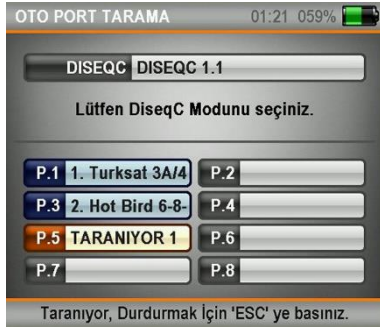 OTO PORT TARAMA 01:21 059%
DISEQC DISEQC 1.1
Lütfen DiseqC Modunu seçiniz.
P.1 1. Turksat 3A/4 P.2
P.3 2. Hot Bird 6-8- P.4
P.5 TARANIYOR 1 P.6
P.7 P.8
Taranıyor, Durdurmak İçin 'ESC' ye basınız.